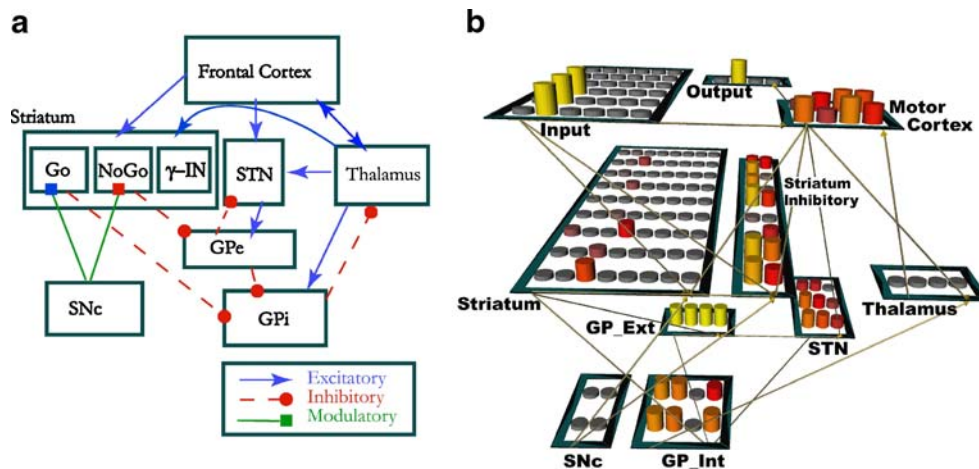 a
Frontal Cortex
Striatum
Go
NoGo
γ-IN
STN
Thalamus
GPe
SNc
GPi
Excitatory
Inhibitory
Modulatory
b
Input
Output
Motor
Cortex
Striatum
Inhibitory
Striatum
GP_Ext
STN
Thalamus
SNc
GP_Int